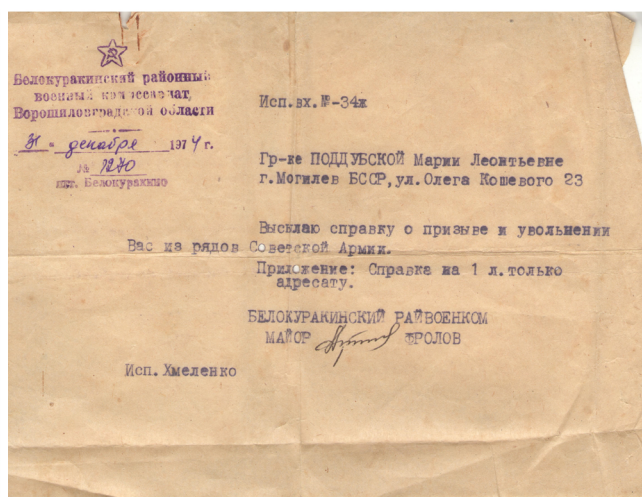 Белокуракинский районный
военный комиссариат,
Ворошиловградской области
31 " декабря 1974 г.
№ 1270
пкт. Белокуракино
Исп.вх.№-34ж
Гр-ке ПОДДУБСКОЙ Марии Леонтьевне
г.Могилев БССР,ул.Олега Кошевого 23
Высклаю справку о призыве и увольнении
Вас из рядов Советской Армии.
Приложение: Справка на 1 л.только
адресату.
БЕЛОКУРАКИНСКИЙ РАЙВОЕНКОМ
МАЙОР ФРОЛОВ
Исп.Хмеленко